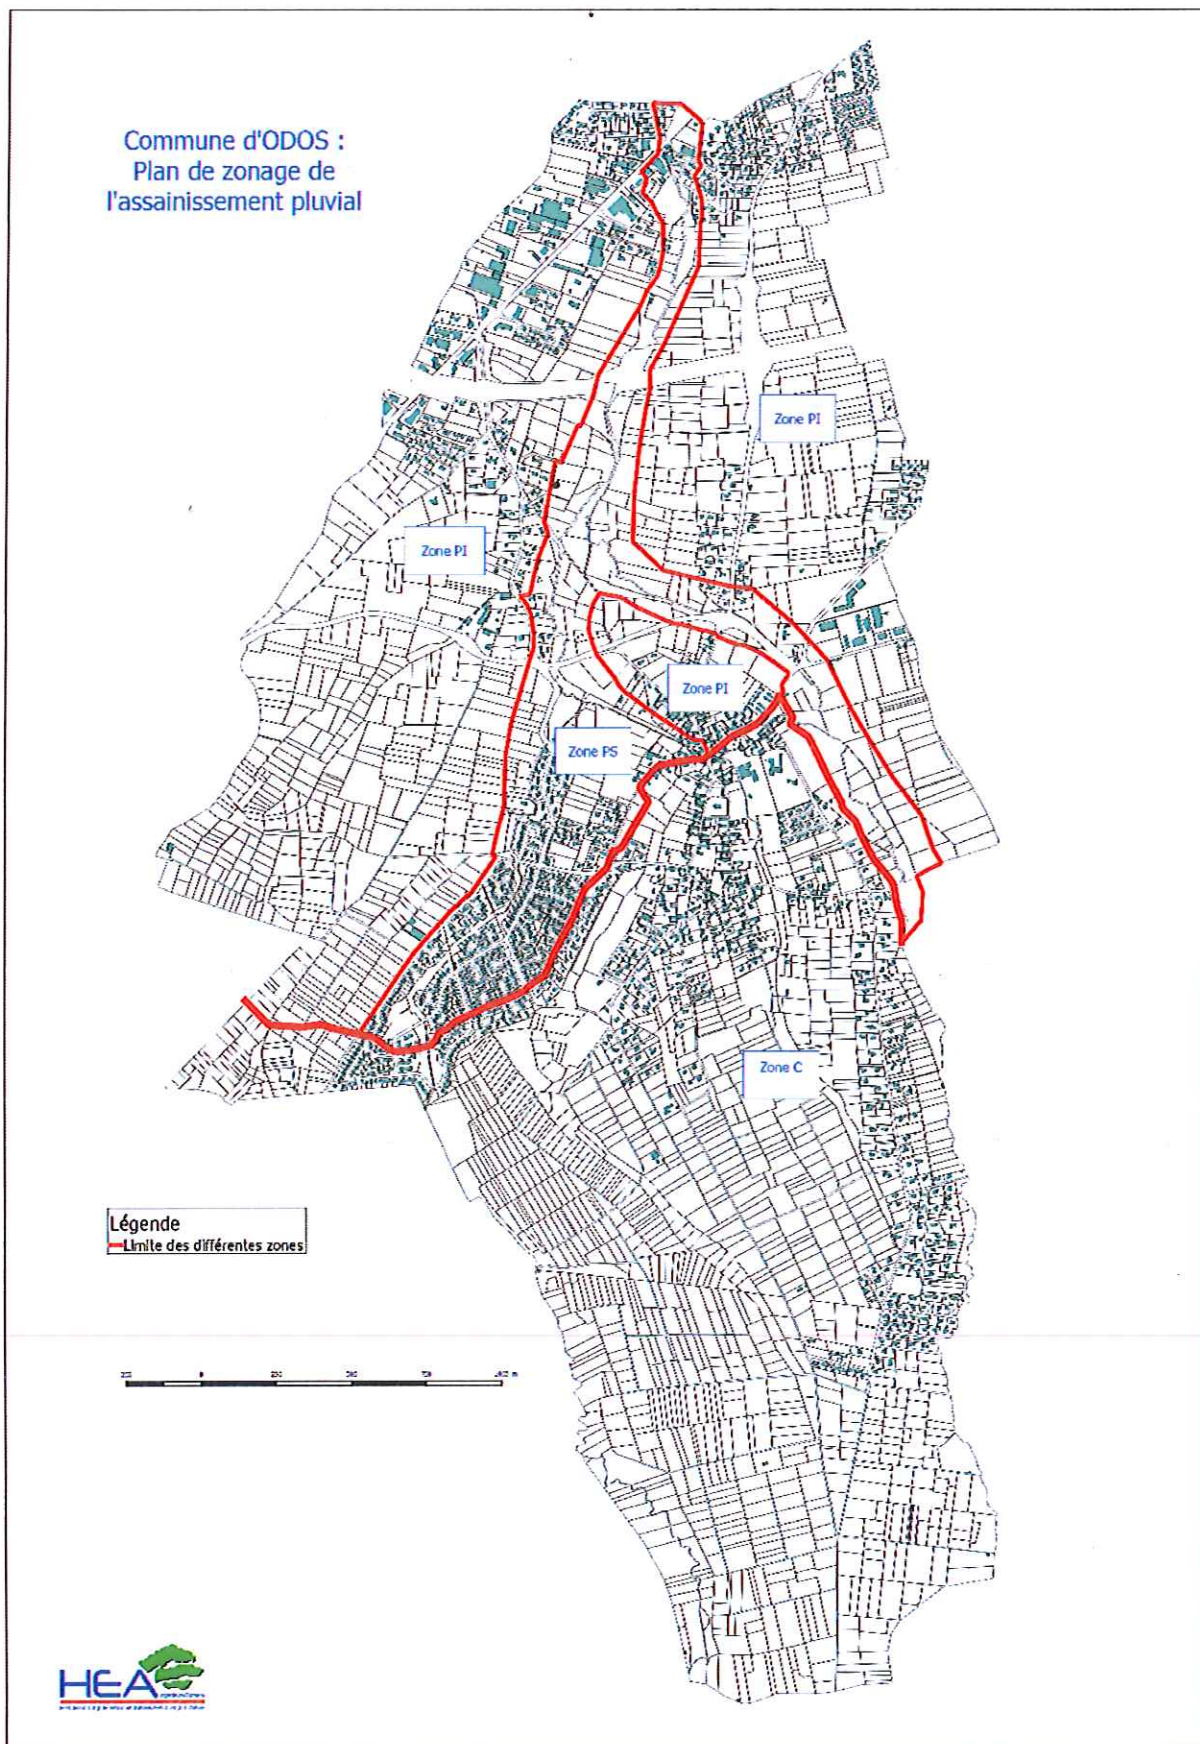 Commune d'ODOS :
Plan de zonage de
l'assainissement pluvial
Zone PI
Zone PI
Zone PI
Zone PS
Zone C
Légende
Limite des différentes zones
HEA